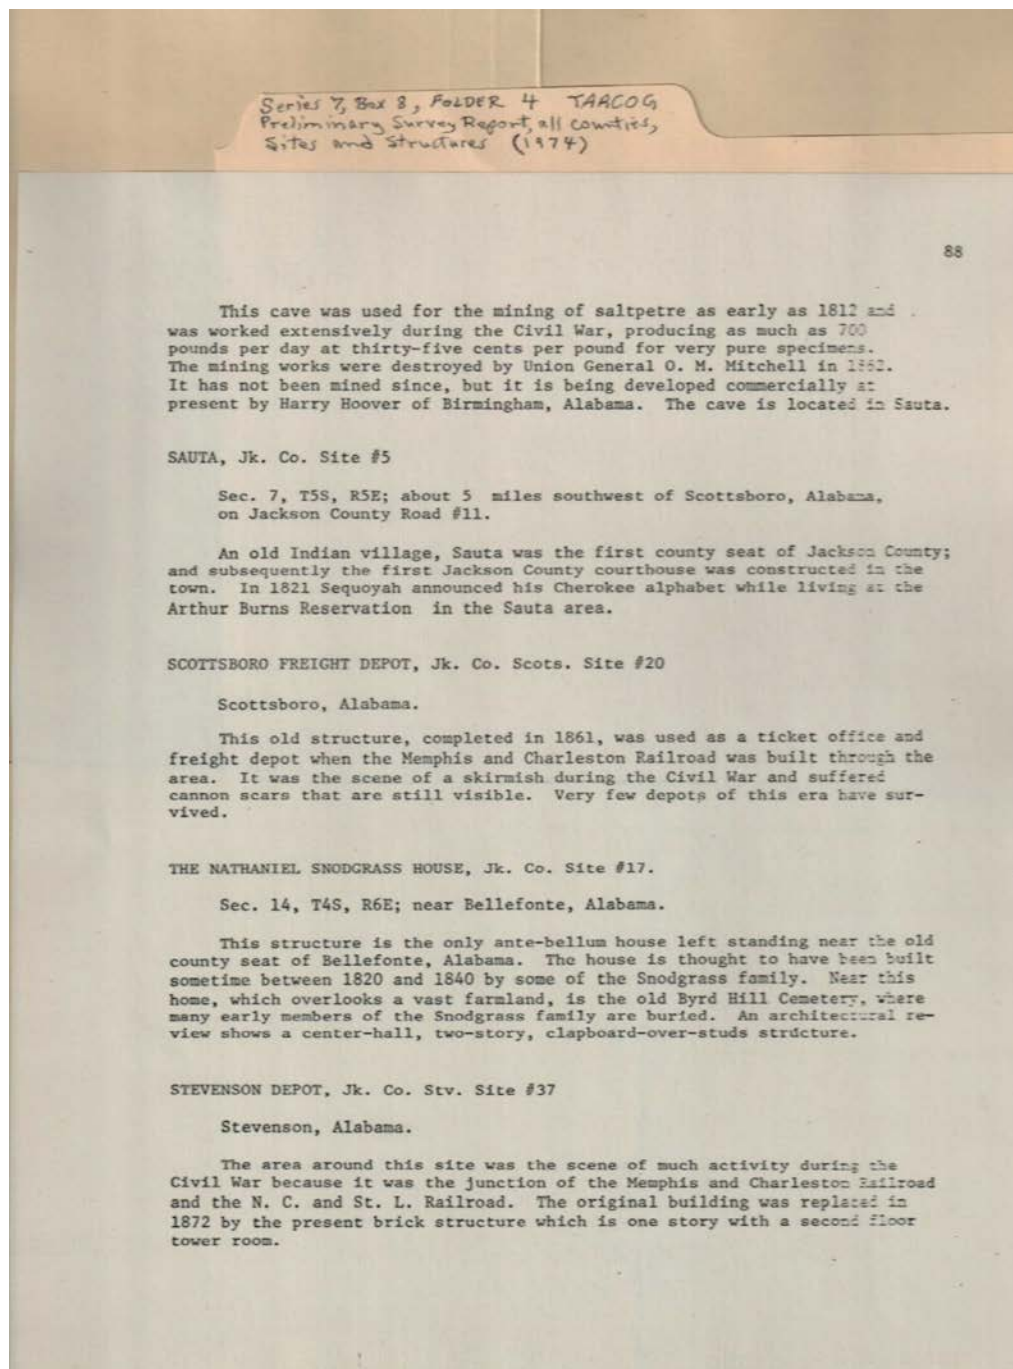 Series 7, Box 8, FOLDER 4 TARCOG
Preliminary Survey Report, all counties,
Sites and Structures (1974)
88
This cave was used for the mining of saltpetre as early as 1812 and
was worked extensively during the Civil War, producing as much as 700
pounds per day at thirty-five cents per pound for very pure specimens.
The mining works were destroyed by Union General O. M. Mitchell in 1862.
It has not been mined since, but it is being developed commercially at
present by Harry Hoover of Birmingham, Alabama. The cave is located in Sauta.
SAUTA, Jk. Co. Site #5
Sec. 7, T5S, R5E; about 5 miles southwest of Scottsboro, Alabama,
on Jackson County Road #11.
An old Indian village, Sauta was the first county seat of Jackson County;
and subsequently the first Jackson County courthouse was constructed in the
town. In 1821 Sequoyah announced his Cherokee alphabet while living at the
Arthur Burns Reservation in the Sauta area.
SCOTTSBORO FREIGHT DEPOT, Jk. Co. Scots. Site #20
Scottsboro, Alabama.
This old structure, completed in 1861, was used as a ticket office and
freight depot when the Memphis and Charleston Railroad was built through the
area. It was the scene of a skirmish during the Civil War and suffered
cannon scars that are still visible. Very few depots of this era have sur-
vived.
THE NATHANIEL SNODGRASS HOUSE, Jk. Co. Site #17.
Sec. 14, T4S, R6E; near Bellefonte, Alabama.
This structure is the only ante-bellum house left standing near the old
county seat of Bellefonte, Alabama. The house is thought to have been built
sometime between 1820 and 1840 by some of the Snodgrass family. Near this
home, which overlooks a vast farmland, is the old Byrd Hill Cemetery, where
many early members of the Snodgrass family are buried. An architectural re-
view shows a center-hall, two-story, clapboard-over-studs structure.
STEVENSON DEPOT, Jk. Co. Stv. Site #37
Stevenson, Alabama.
The area around this site was the scene of much activity during the
Civil War because it was the junction of the Memphis and Charleston Railroad
and the N. C. and St. L. Railroad. The original building was replaced in
1872 by the present brick structure which is one story with a second floor
tower room.